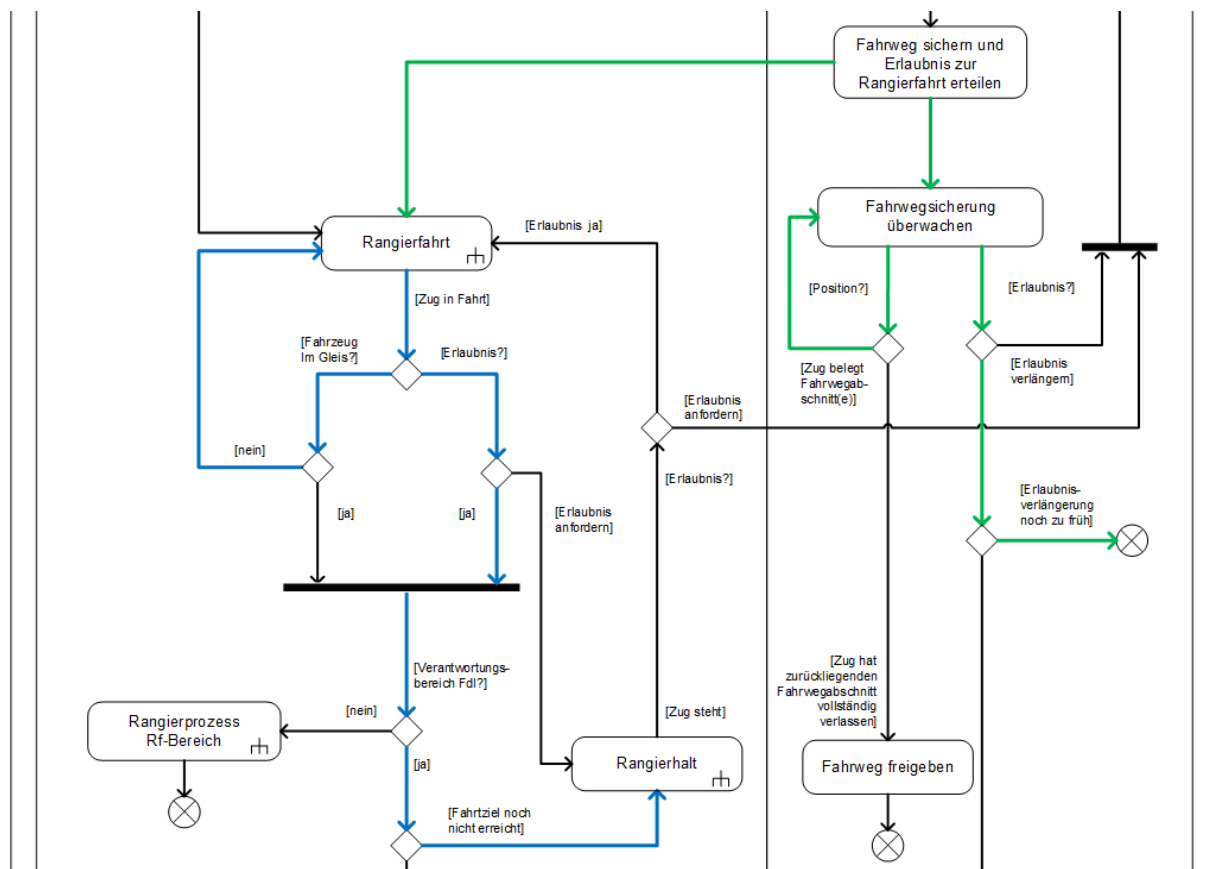 Fahrweg sichern und
Erlaubnis zur
Rangierfahrt erteilen
Fahrwegsicherung
überwachen
[Erlaubnis ja]
Rangierfahrt
[Zug in Fahrt]
[Position?]
[Erlaubnis?]
[Fahrzeug
Im Gleis?]
[Erlaubnis?]
[Zug belegt
Fahrwegab-
schnitt(e)]
[Erlaubnis
verlängern]
[Erlaubnis
anfordern]
[nein]
[Erlaubnis?]
[ja]
[ja]
[Erlaubnis
anfordern]
[Erlaubnis-
verlängerung
noch zu früh]
[Verantwortungs-
bereich Fdl?]
[Zug hat
zurückliegenden
Fahrwegabschnitt
vollständig
verlassen]
[nein]
[Zug steht]
Rangierprozess
Rf-Bereich
[ja]
Rangierhalt
Fahrweg freigeben
[Fahrtziel noch
nicht erreicht]